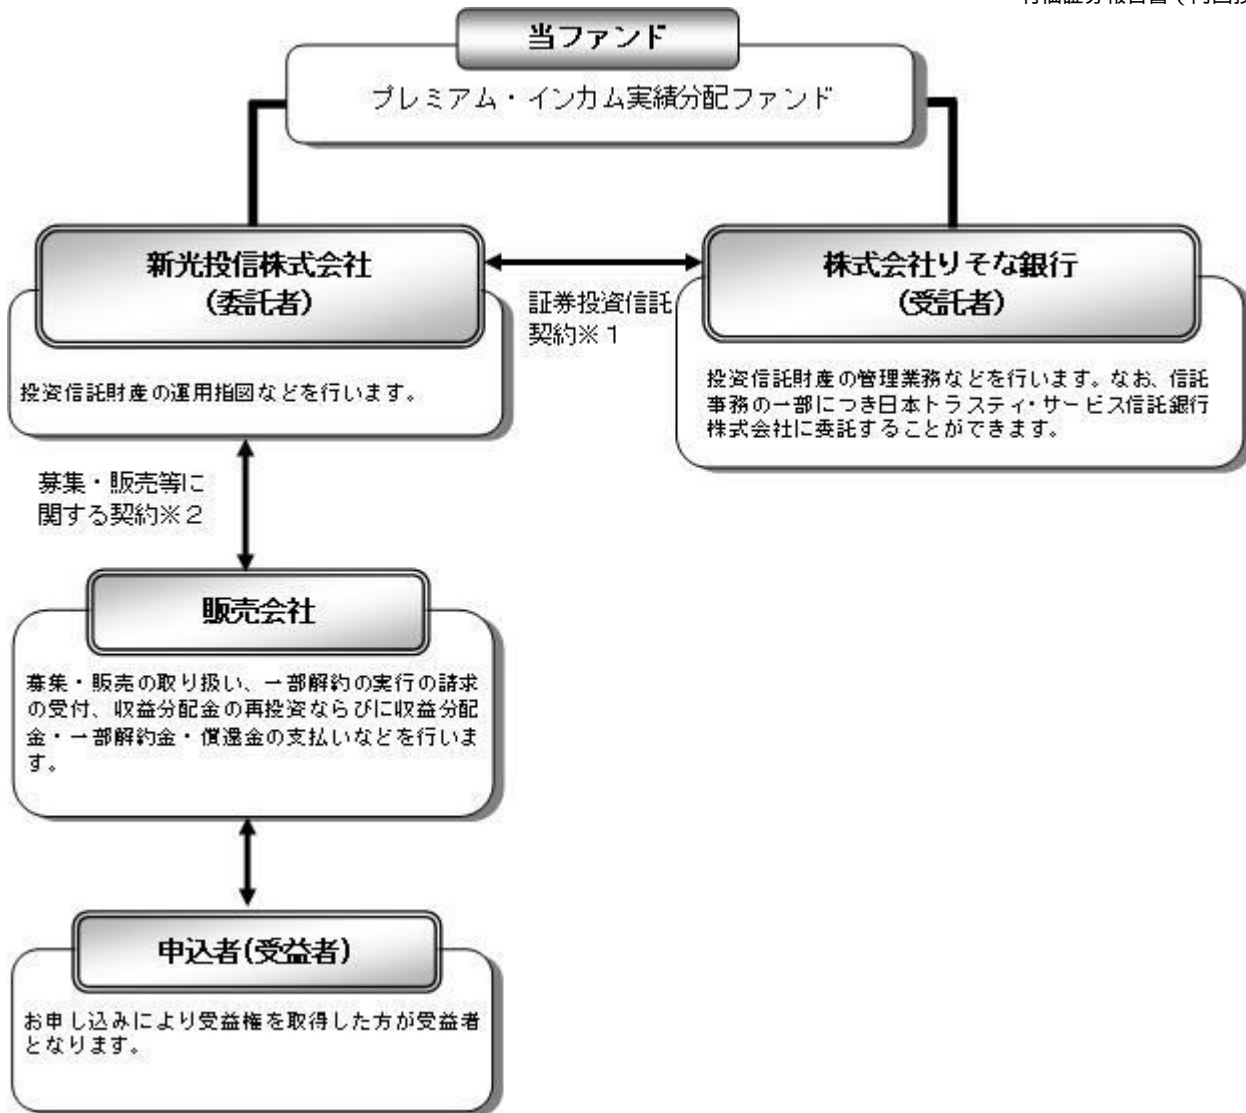 当ファンド
プレミアム・インカム実績分配ファンド
新光投信株式会社
(委託者)
投資信託財産の運用指図などを行います。
証券投資信託
契約※１
株式会社りそな銀行
(受託者)
投資信託財産の管理業務などを行います。なお、信託
事務の一部につき日本トラスティ・サービス信託銀行
株式会社に委託することができます。
募集・販売等に
関する契約※２
販売会社
募集・販売の取り扱い、一部解約の実行の請求
の受付、収益分配金の再投資ならびに収益分配
金・一部解約金・償還金の支払いなどを行いま
す。
申込者(受益者)
お申し込みにより受益権を取得した方が受益者
となります。